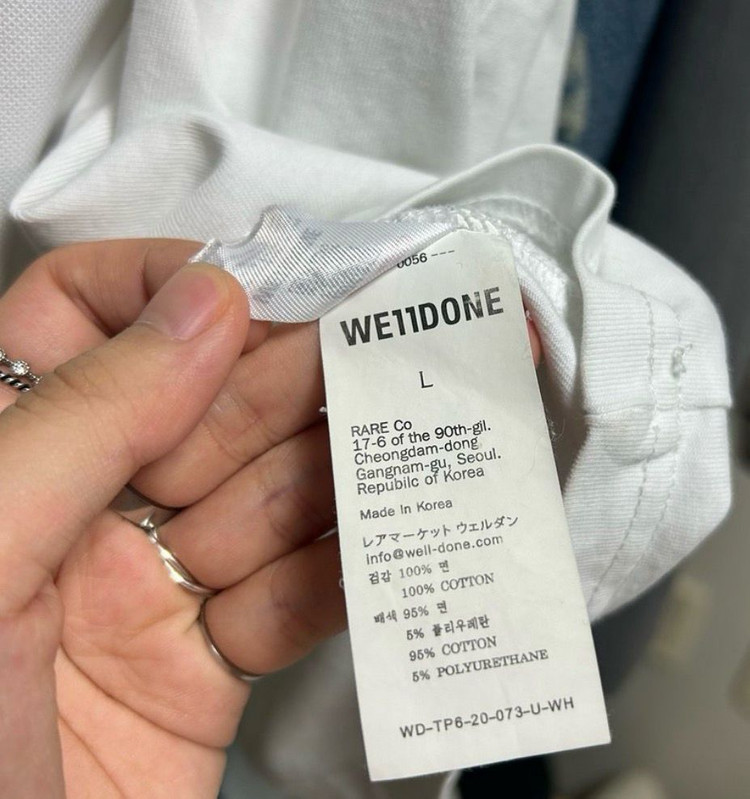 0056 ---
WE11DONE
L
RARE Co
17-6 of the 90th-gil.
Cheongdam-dong
Gangnam-gu, Seoul.
Republic of Korea
Made In Korea
レアマーケット ウェルダン
info@well-done.com
겉감 100% 면
100% COTTON
배색 95% 면
5% 폴리우레탄
95% COTTON
5% POLYURETHANE
WD-TP6-20-073-U-WH